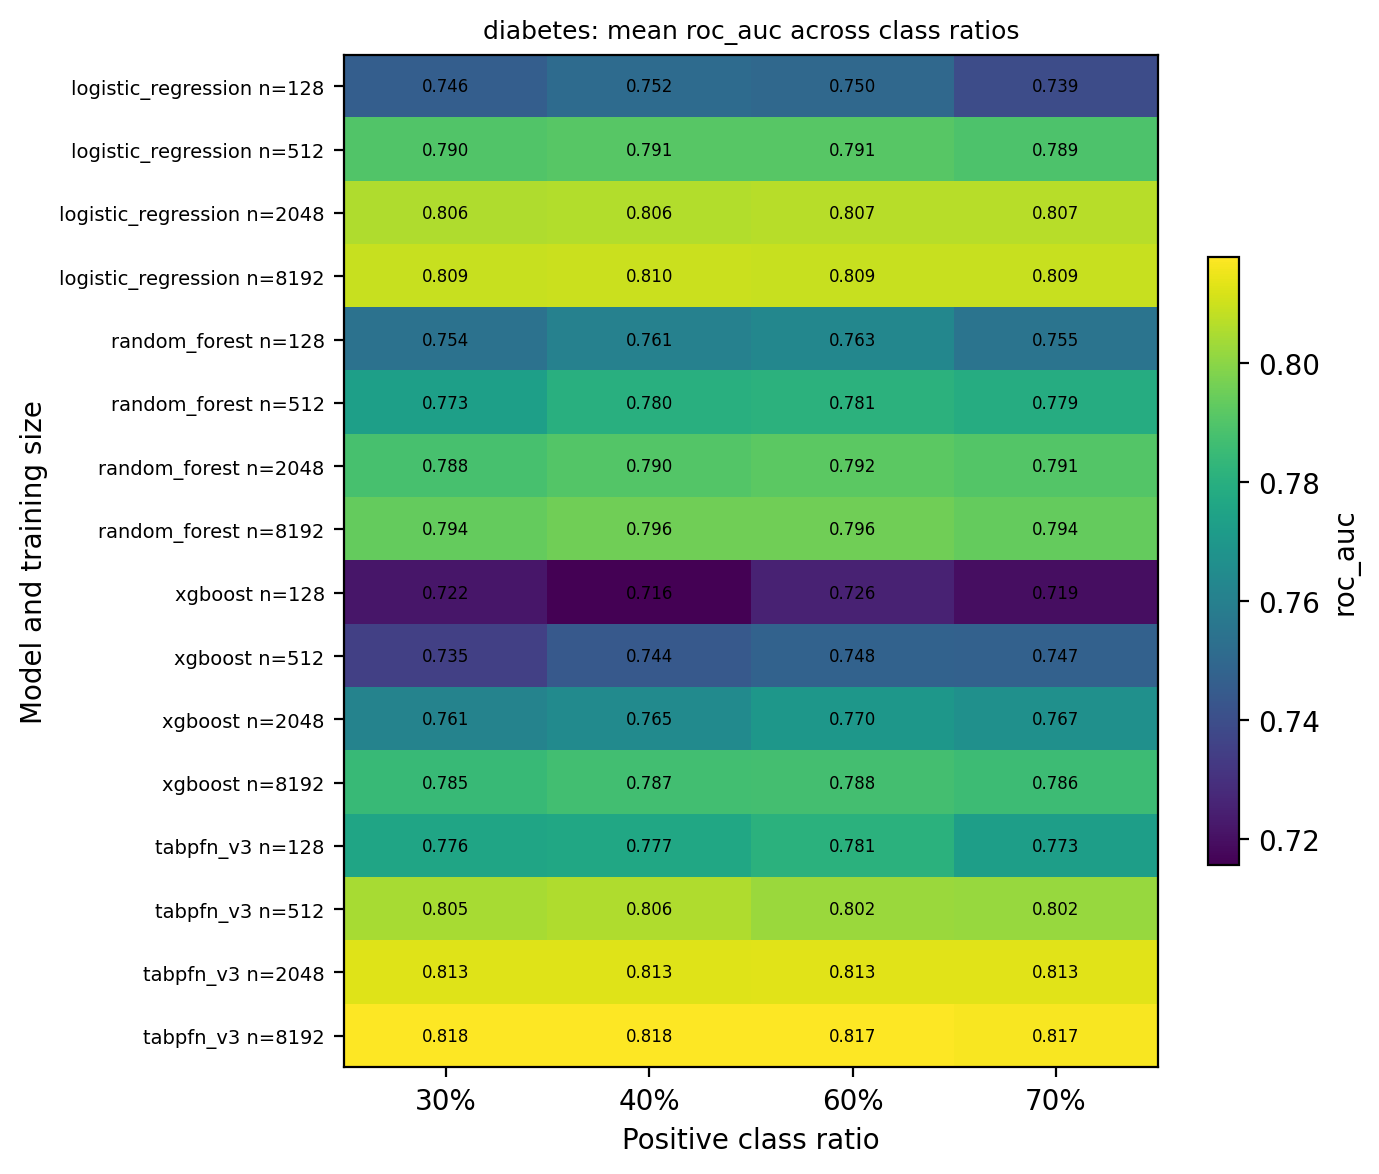 diabetes: mean roc_auc across class ratios
logistic_regression n=128 0.746 0.752 0.750 0.739
logistic_regression n=512 0.790 0.791 0.791 0.789
logistic_regression n=2048 0.806 0.806 0.807 0.807
logistic_regression n=8192 0.809 0.810 0.809 0.809
random_forest n=128 0.754 0.761 0.763 0.755
random_forest n=512 0.773 0.780 0.781 0.779
random_forest n=2048 0.788 0.790 0.792 0.791
random_forest n=8192 0.794 0.796 0.796 0.794
xgboost n=128 0.722 0.716 0.726 0.719
xgboost n=512 0.735 0.744 0.748 0.747
xgboost n=2048 0.761 0.765 0.770 0.767
xgboost n=8192 0.785 0.787 0.788 0.786
tabpfn_v3 n=128 0.776 0.777 0.781 0.773
tabpfn_v3 n=512 0.805 0.806 0.802 0.802
tabpfn_v3 n=2048 0.813 0.813 0.813 0.813
tabpfn_v3 n=8192 0.818 0.818 0.817 0.817
30% 40% 60% 70%
Positive class ratio
Model and training size
0.80
0.78
0.76
0.74
0.72
roc_auc